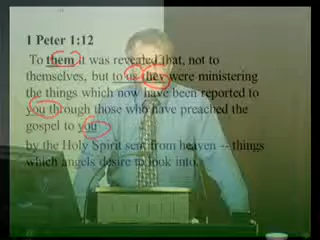 1 Peter 1:12
To them it was revealed that, not to
themselves, but to us they were ministering
the things which now have been reported to
you through those who have preached the
gospel to you
by the Holy Spirit sent from heaven -- things
which angels desire to look into.